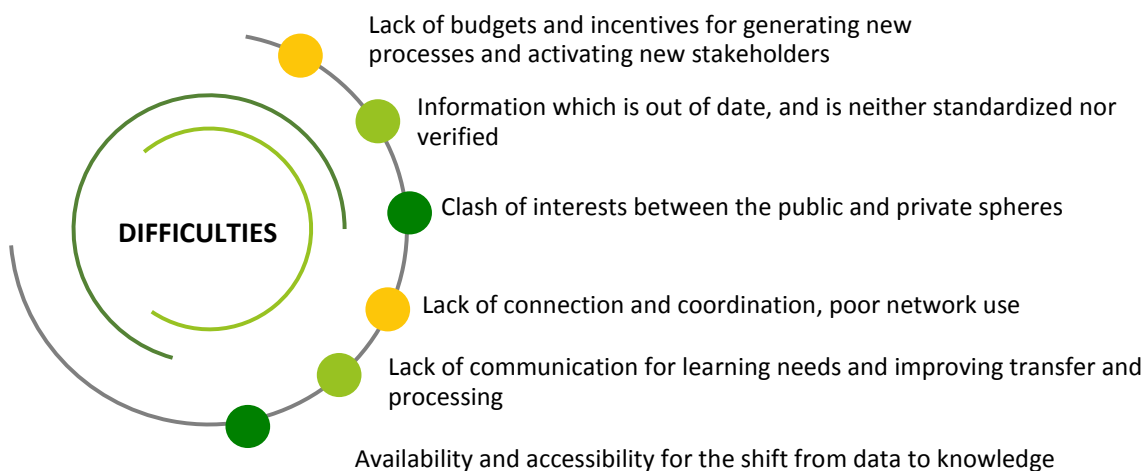 Lack of budgets and incentives for generating new
processes and activating new stakeholders
Information which is out of date, and is neither standardized nor
verified
Clash of interests between the public and private spheres
DIFFICULTIES
Lack of connection and coordination, poor network use
Lack of communication for learning needs and improving transfer and
processing
Availability and accessibility for the shift from data to knowledge